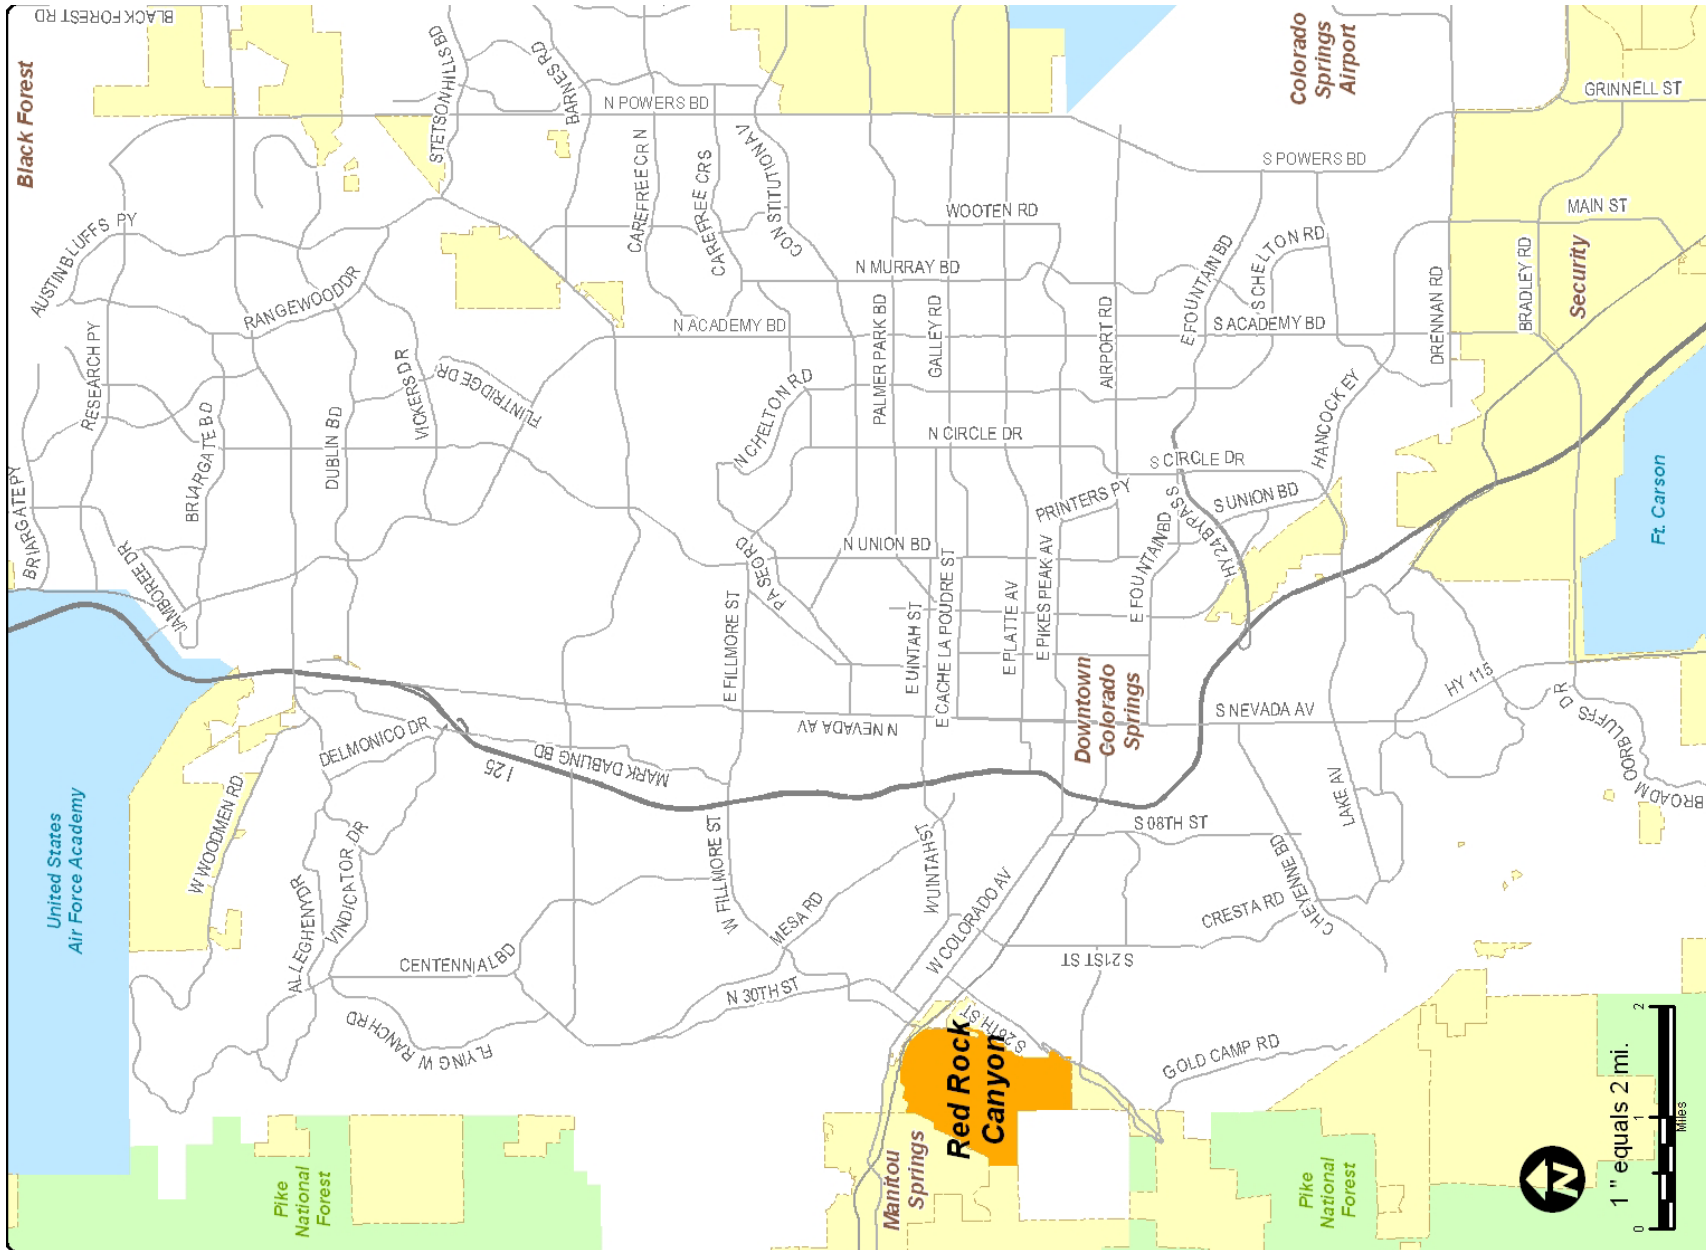 Black Forest
BLACK FOREST RD
STETSON HILLS BD
BARNES RD
N POWERS BD
Colorado
Springs
Airport
GRINNELL ST
AUSTIN BLUFFS PY
CAREFREE CR N
CAREFREE CR S
CONSTITUTION AV
WOOTEN RD
S POWERS BD
MAIN ST
RESEARCH PY
RANGEWOOD DR
N MURRAY BD
E FOUNTAIN BD
S CHELTON RD
DRENNAN RD
BRADLEY RD
Security
BRIARGATE PY
BRIARGATE BD
DUBLIN BD
VICKERS DR
FLINTRIDGE DR
N ACADEMY BD
PALMER PARK BD
GALLEY RD
AIRPORT RD
S ACADEMY BD
HANCOCK EY
JAMBOREE DR
N CHELTON RD
N CIRCLE DR
S CIRCLE DR
PRINTERS PY
S UNION BD
HY 24 BYPASS
Ft. Carson
PASEO RD
N UNION BD
E FOUNTAIN BD
E FILLMORE ST
E UINTAH ST
E CACHE LA POUDRE ST
E PLATTE AV
E PIKES PEAK AV
Downtown
Colorado
Springs
HY 115
DELMONICO DR
MARK DABLING BD
I 25
N NEVADA AV
S NEVADA AV
BROADMOOR BLUFFS DR
United States
Air Force Academy
W WOODMEN RD
ALLEGHENY DR
VINDICATOR DR
W FILLMORE ST
MESA RD
W UINTAH ST
W COLORADO AV
S 08TH ST
LAKE AV
CHEYENNE BD
CRESTA RD
CENTENNIAL BD
FLYING W RANCH RD
N 30TH ST
S 21ST ST
S 26TH ST
Red Rock
Canyon
GOLD CAMP RD
Manitou
Springs
Pike
National
Forest
Pike
National
Forest
N
1 " equals 2 mi.
0 1 2
Miles